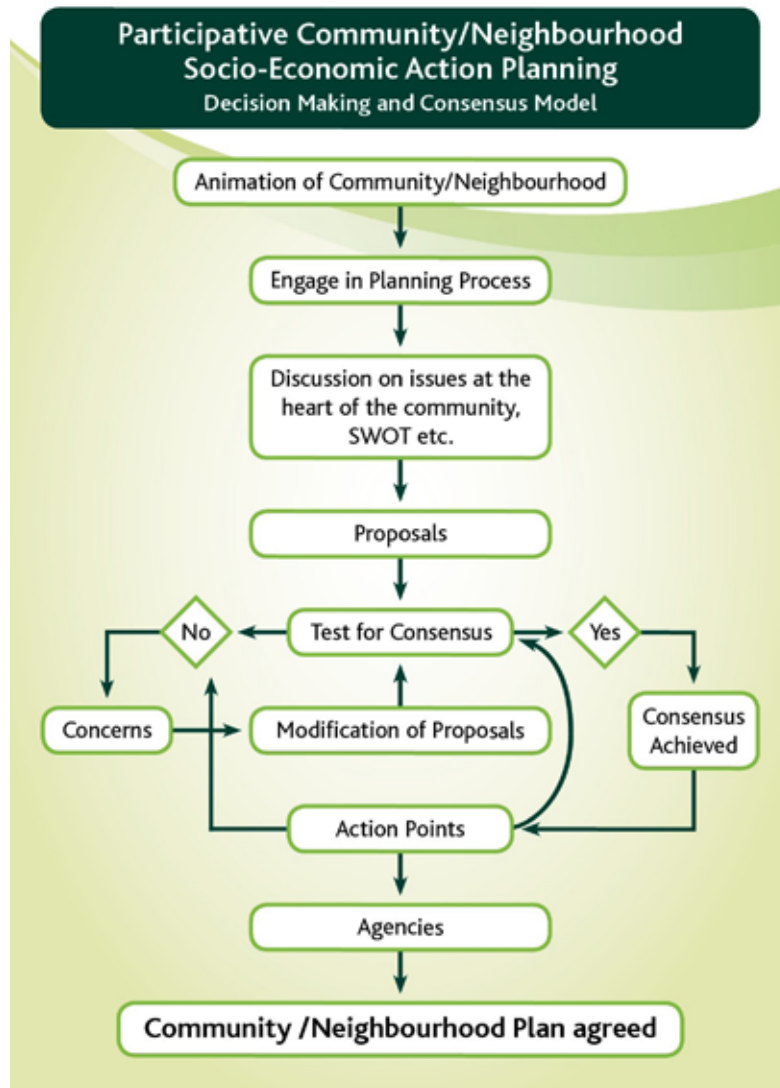 Participative Community/Neighbourhood
Socio-Economic Action Planning
Decision Making and Consensus Model
Animation of Community/Neighbourhood
Engage in Planning Process
Discussion on issues at the
heart of the community,
SWOT etc.
Proposals
No
Test for Consensus
Yes
Concerns
Modification of Proposals
Consensus
Achieved
Action Points
Agencies
Community /Neighbourhood Plan agreed